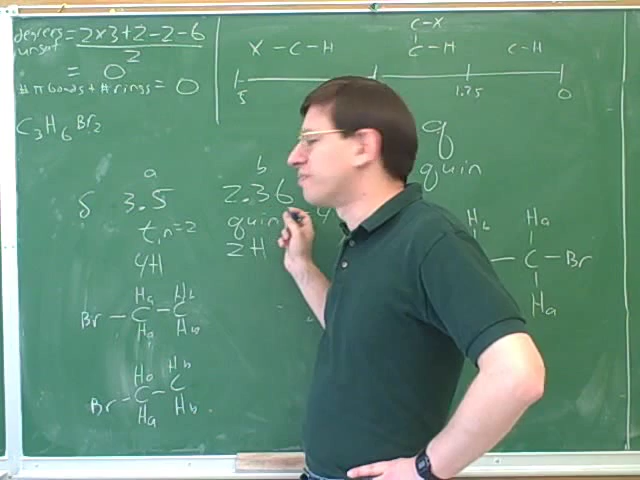 degrees unsat = 2x3+2-2-6
2
= 0
# π bonds + # rings = 0
C3H6Br2
X - C - H
C-X
C-H
C-H
5
1.25
0
q
quin
a
b
δ 3.5 2.36
t, n=2 quin =4
4H 2H
Ha Hb
Br - C - C
Ha Hb
Ha Hb
Br - C - C
Ha Hb
Hb Ha
- C - Br
Ha